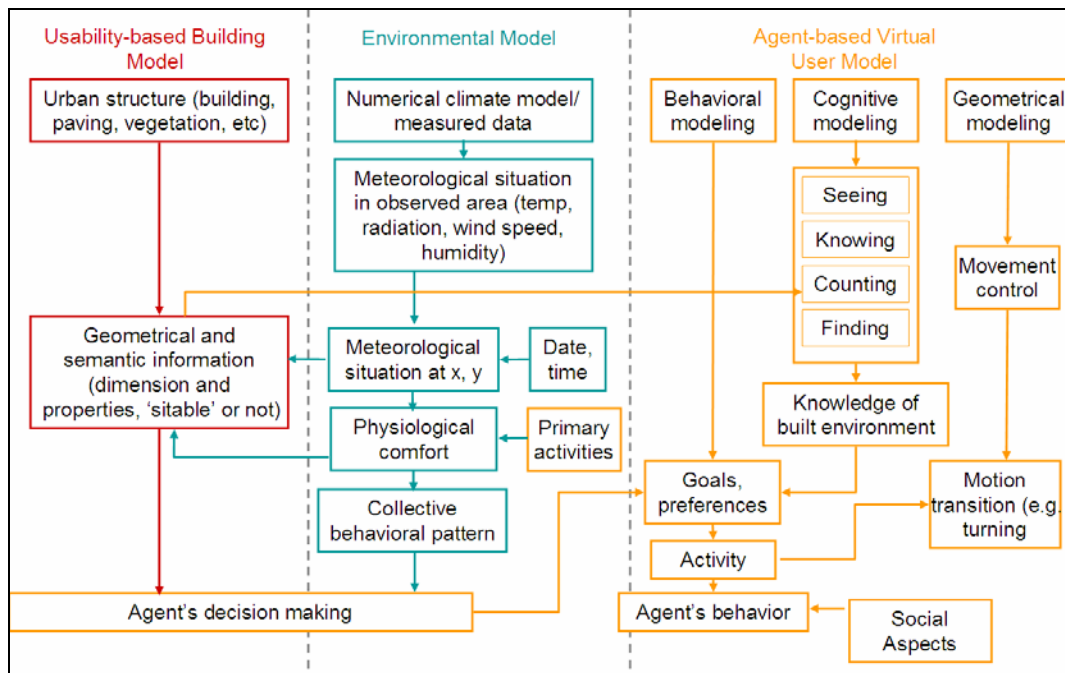 Usability-based Building
Model
Environmental Model
Agent-based Virtual
User Model
Urban structure (building,
paving, vegetation, etc)
Numerical climate model/
measured data
Behavioral
modeling
Cognitive
modeling
Geometrical
modeling
Meteorological situation
in observed area (temp,
radiation, wind speed,
humidity)
Seeing
Knowing
Counting
Finding
Movement
control
Geometrical and
semantic information
(dimension and
properties, ‘sitable’ or not)
Meteorological
situation at x, y
Date,
time
Knowledge of
built environment
Physiological
comfort
Primary
activities
Goals,
preferences
Motion
transition (e.g.
turning
Collective
behavioral pattern
Activity
Agent’s decision making
Agent’s behavior
Social
Aspects